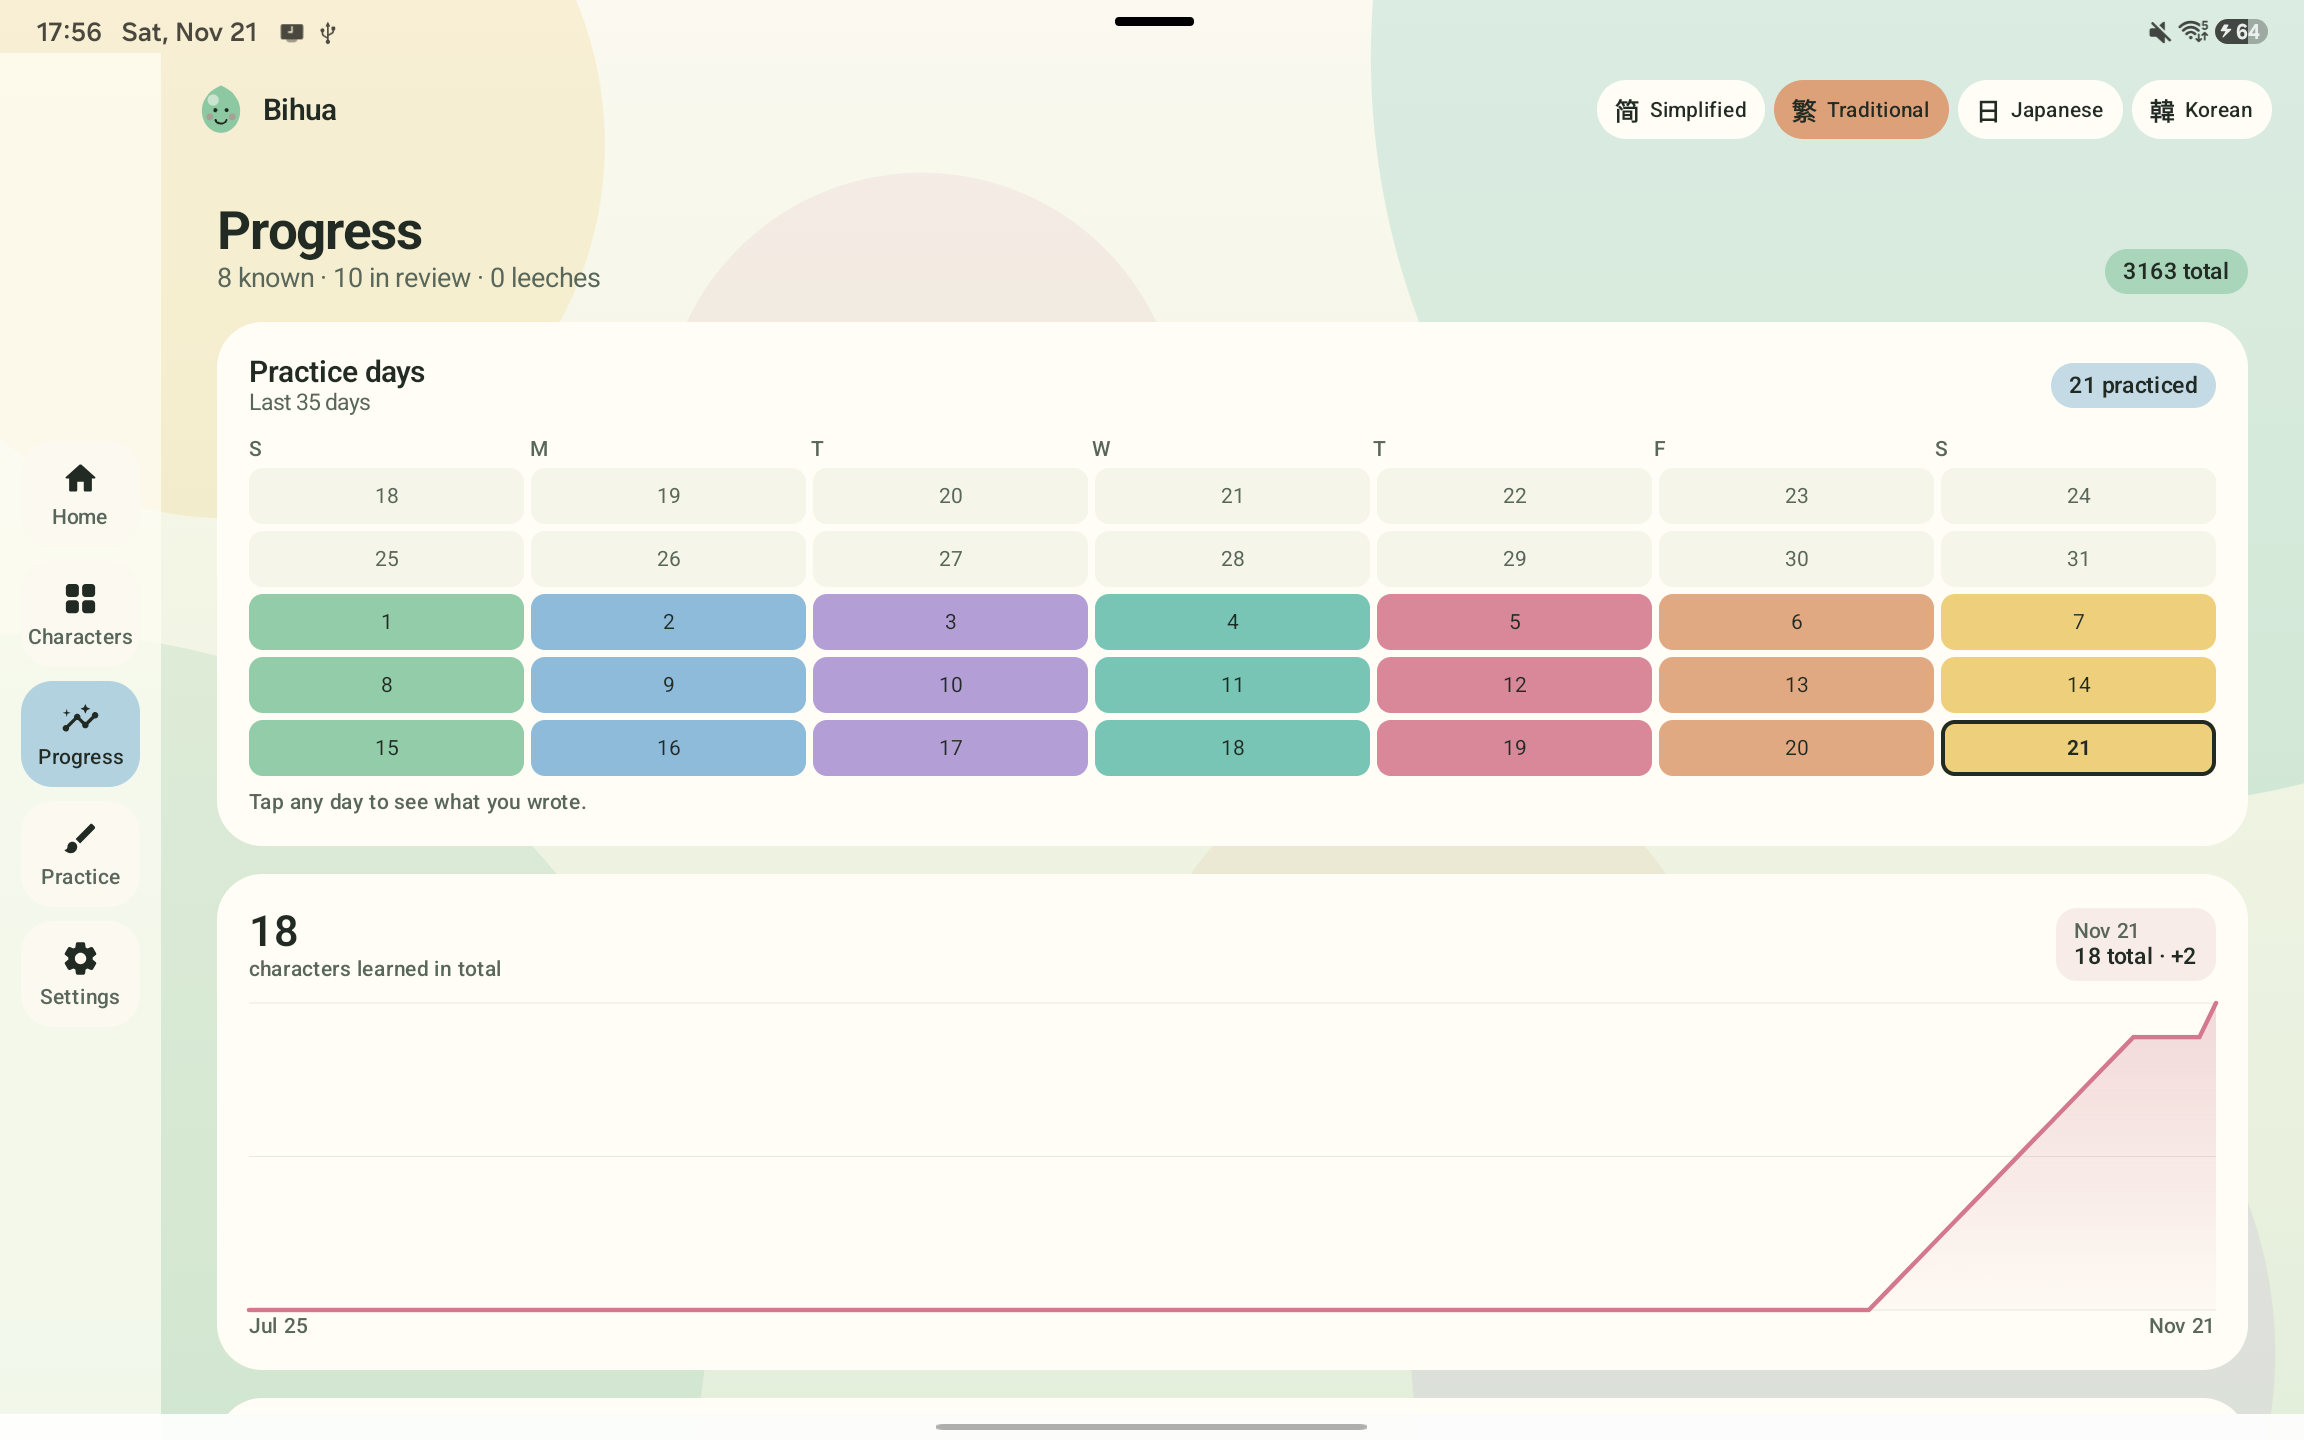 17:56 Sat, Nov 21
64
Bihua
简 Simplified
繁 Traditional
日 Japanese
韓 Korean
Progress
8 known · 10 in review · 0 leeches
3163 total
Practice days
Last 35 days
21 practiced
S M T W T F S
18 19 20 21 22 23 24
25 26 27 28 29 30 31
1 2 3 4 5 6 7
8 9 10 11 12 13 14
15 16 17 18 19 20 21
Tap any day to see what you wrote.
Home
Characters
Progress
Practice
Settings
18
characters learned in total
Nov 21
18 total · +2
Jul 25
Nov 21